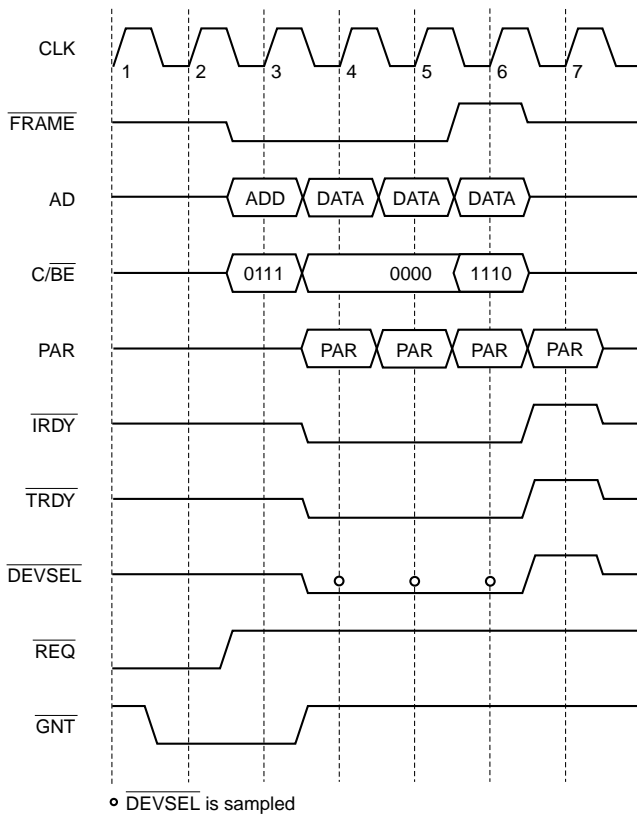 CLK
1 2 3 4 5 6 7
FRAME
AD ADD DATA DATA DATA
C/BE 0111 0000 1110
PAR PAR PAR PAR PAR
IRDY
TRDY
DEVSEL
REQ
GNT
DEVSEL is sampled